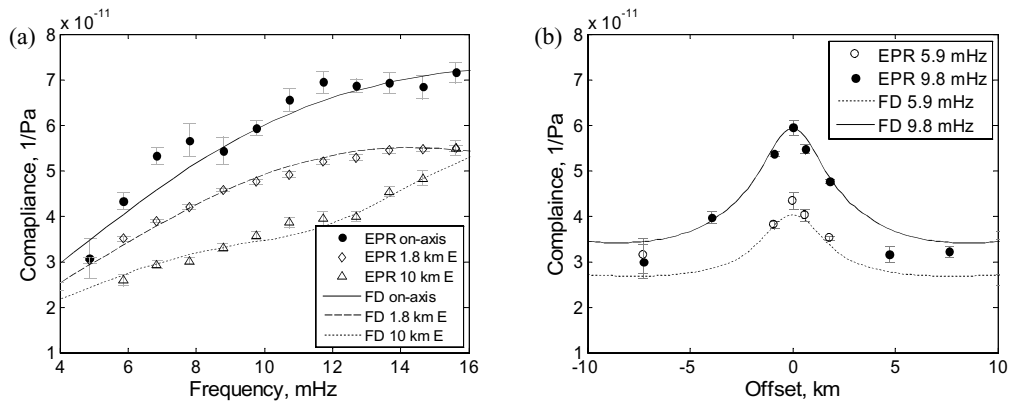 (a)
x 10-11
8
7
6
5
4
3
2
1
4
6
8
10
12
14
16
Comapliance, 1/Pa
Frequency, mHz
EPR on-axis
EPR 1.8 km E
EPR 10 km E
FD on-axis
FD 1.8 km E
FD 10 km E
(b)
x 10-11
8
7
6
5
4
3
2
1
-10
-5
0
5
10
Complaince, 1/Pa
Offset, km
EPR 5.9 mHz
EPR 9.8 mHz
FD 5.9 mHz
FD 9.8 mHz